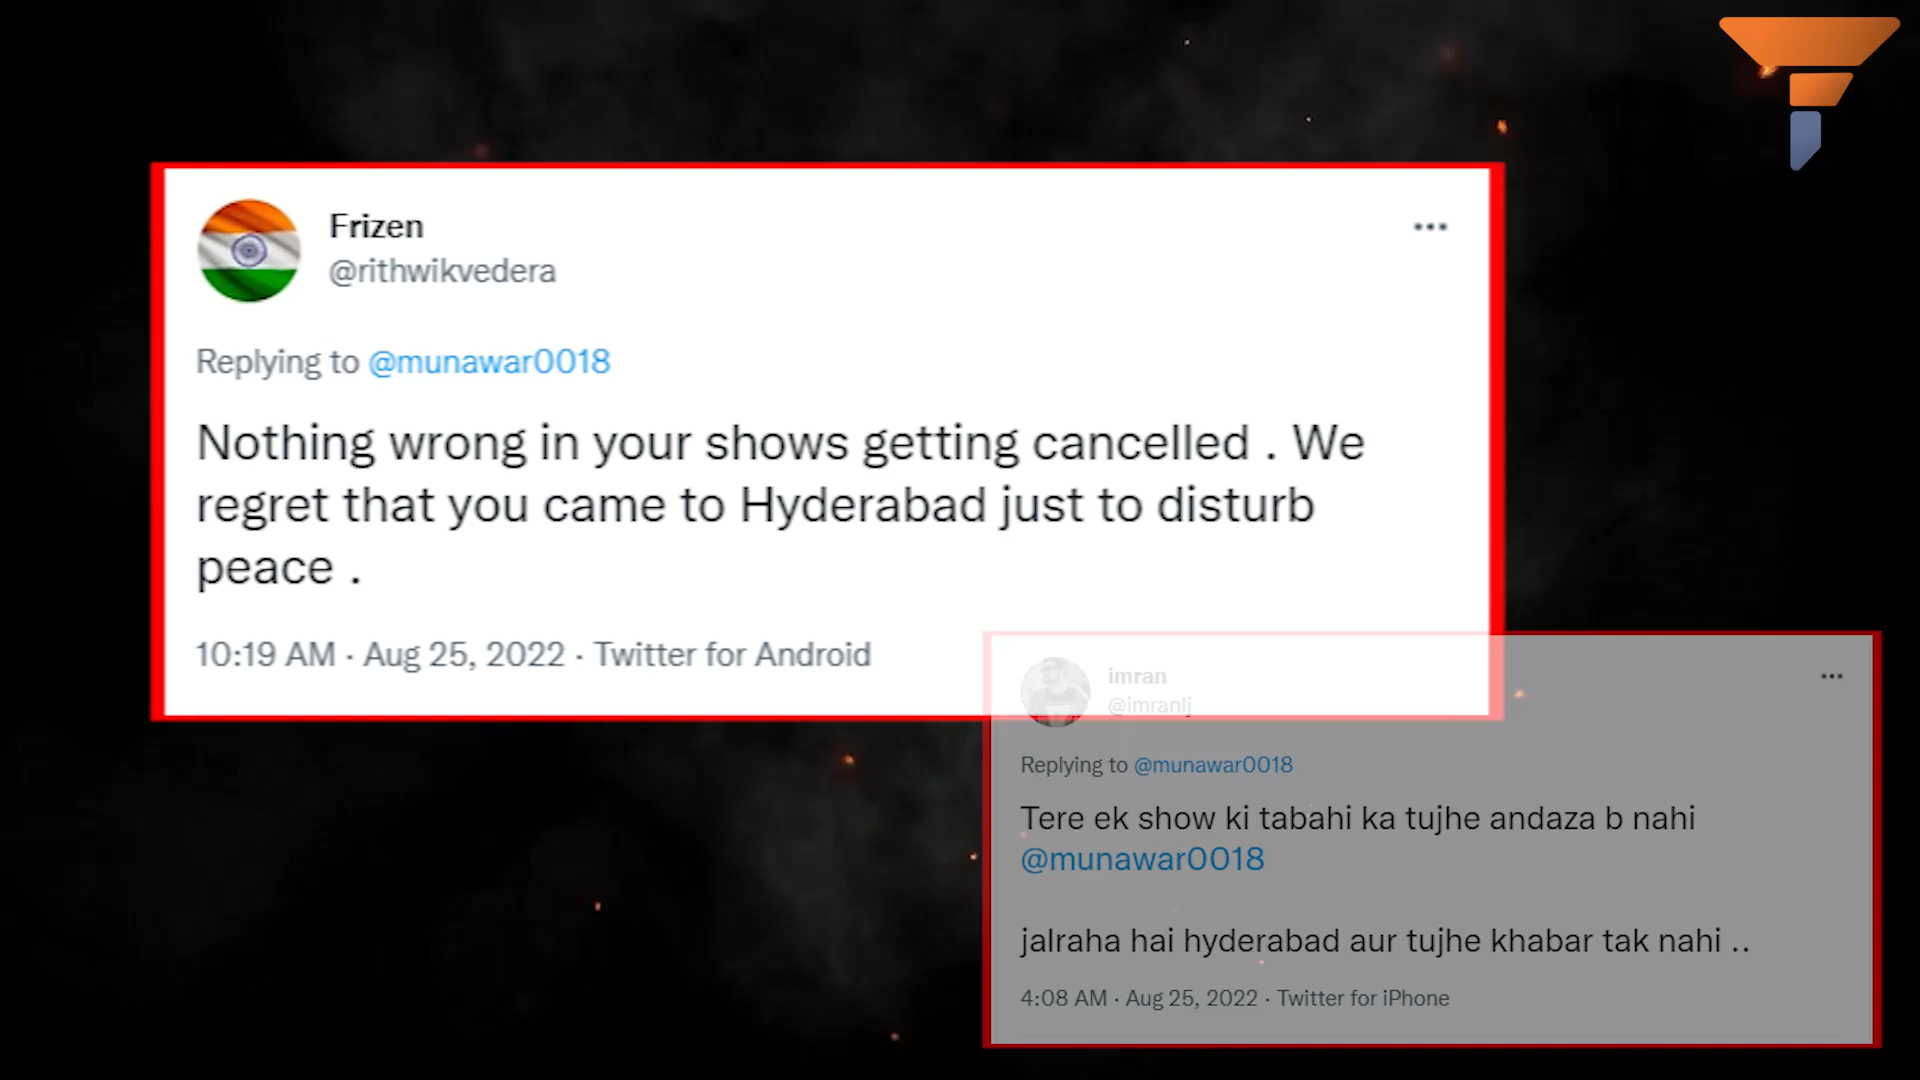 Frizen
@rithwikvedera
Replying to @munawar0018
Nothing wrong in your shows getting cancelled . We
regret that you came to Hyderabad just to disturb
peace .
10:19 AM · Aug 25, 2022 · Twitter for Android
imran
@imranlj
Replying to @munawar0018
Tere ek show ki tabahi ka tujhe andaza b nahi
@munawar0018
jalraha hai hyderabad aur tujhe khabar tak nahi ..
4:08 AM · Aug 25, 2022 · Twitter for iPhone